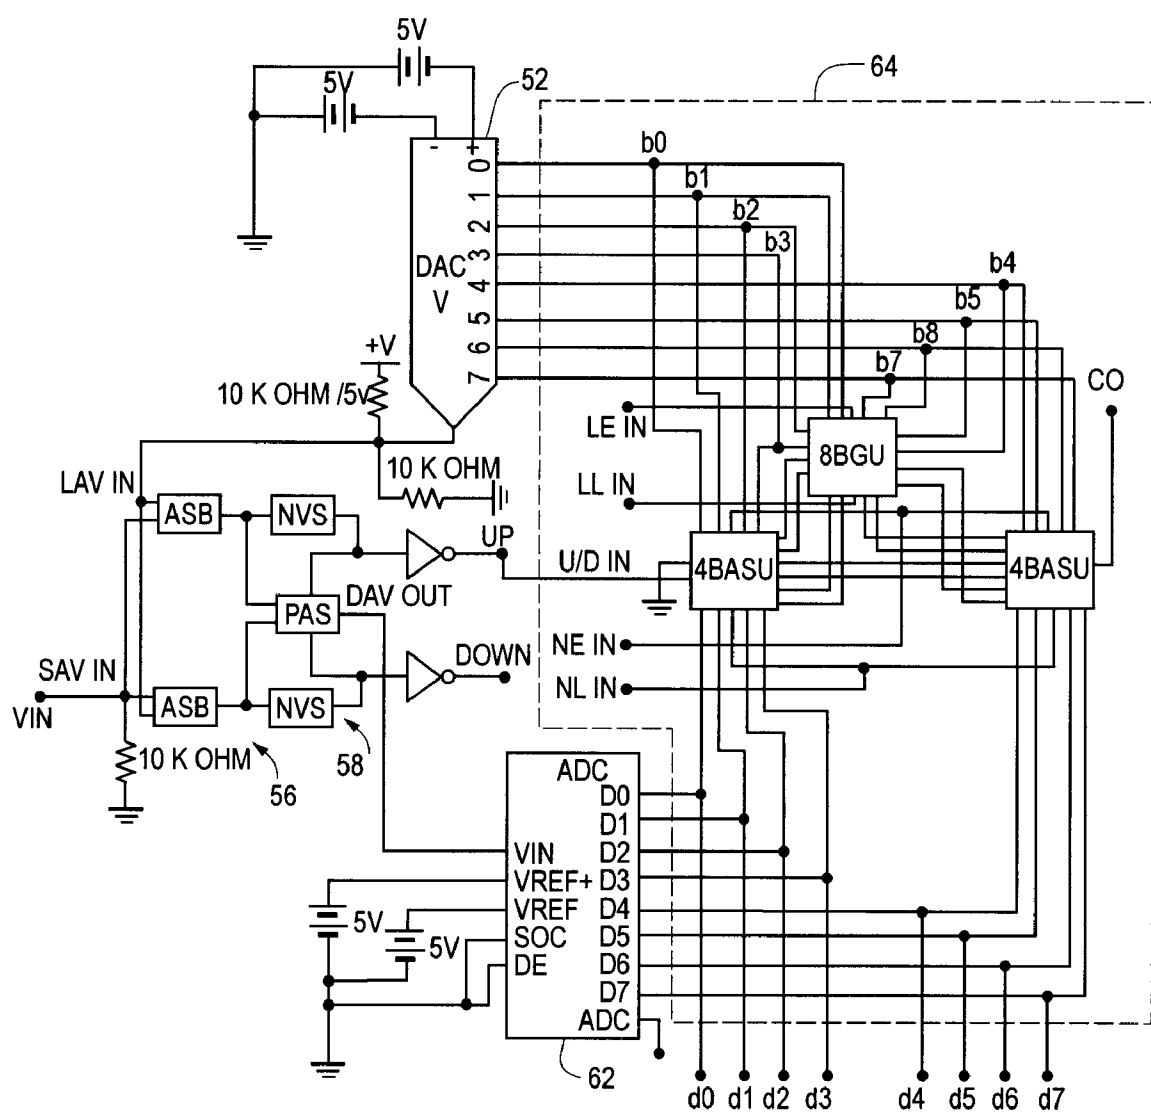 5V
5V
52
64
- +
0
1
2
3
4
5
6
7
DAC
V
b0
b1
b2
b3
b4
b5
b8
b7
CO
+V
10 K OHM /5v
LE IN
8BGU
LL IN
10 K OHM
LAV IN
ASB
NVS
UP
U/D IN
4BASU
4BASU
DAV OUT
PAS
NE IN
SAV IN
DOWN
NL IN
VIN
ASB
NVS
10 K OHM
56
58
ADC
D0
D1
VIN
D2
VREF+
D3
VREF
D4
SOC
D5
DE
D6
D7
ADC
5V
5V
62
d0
d1
d2
d3
d4
d5
d6
d7